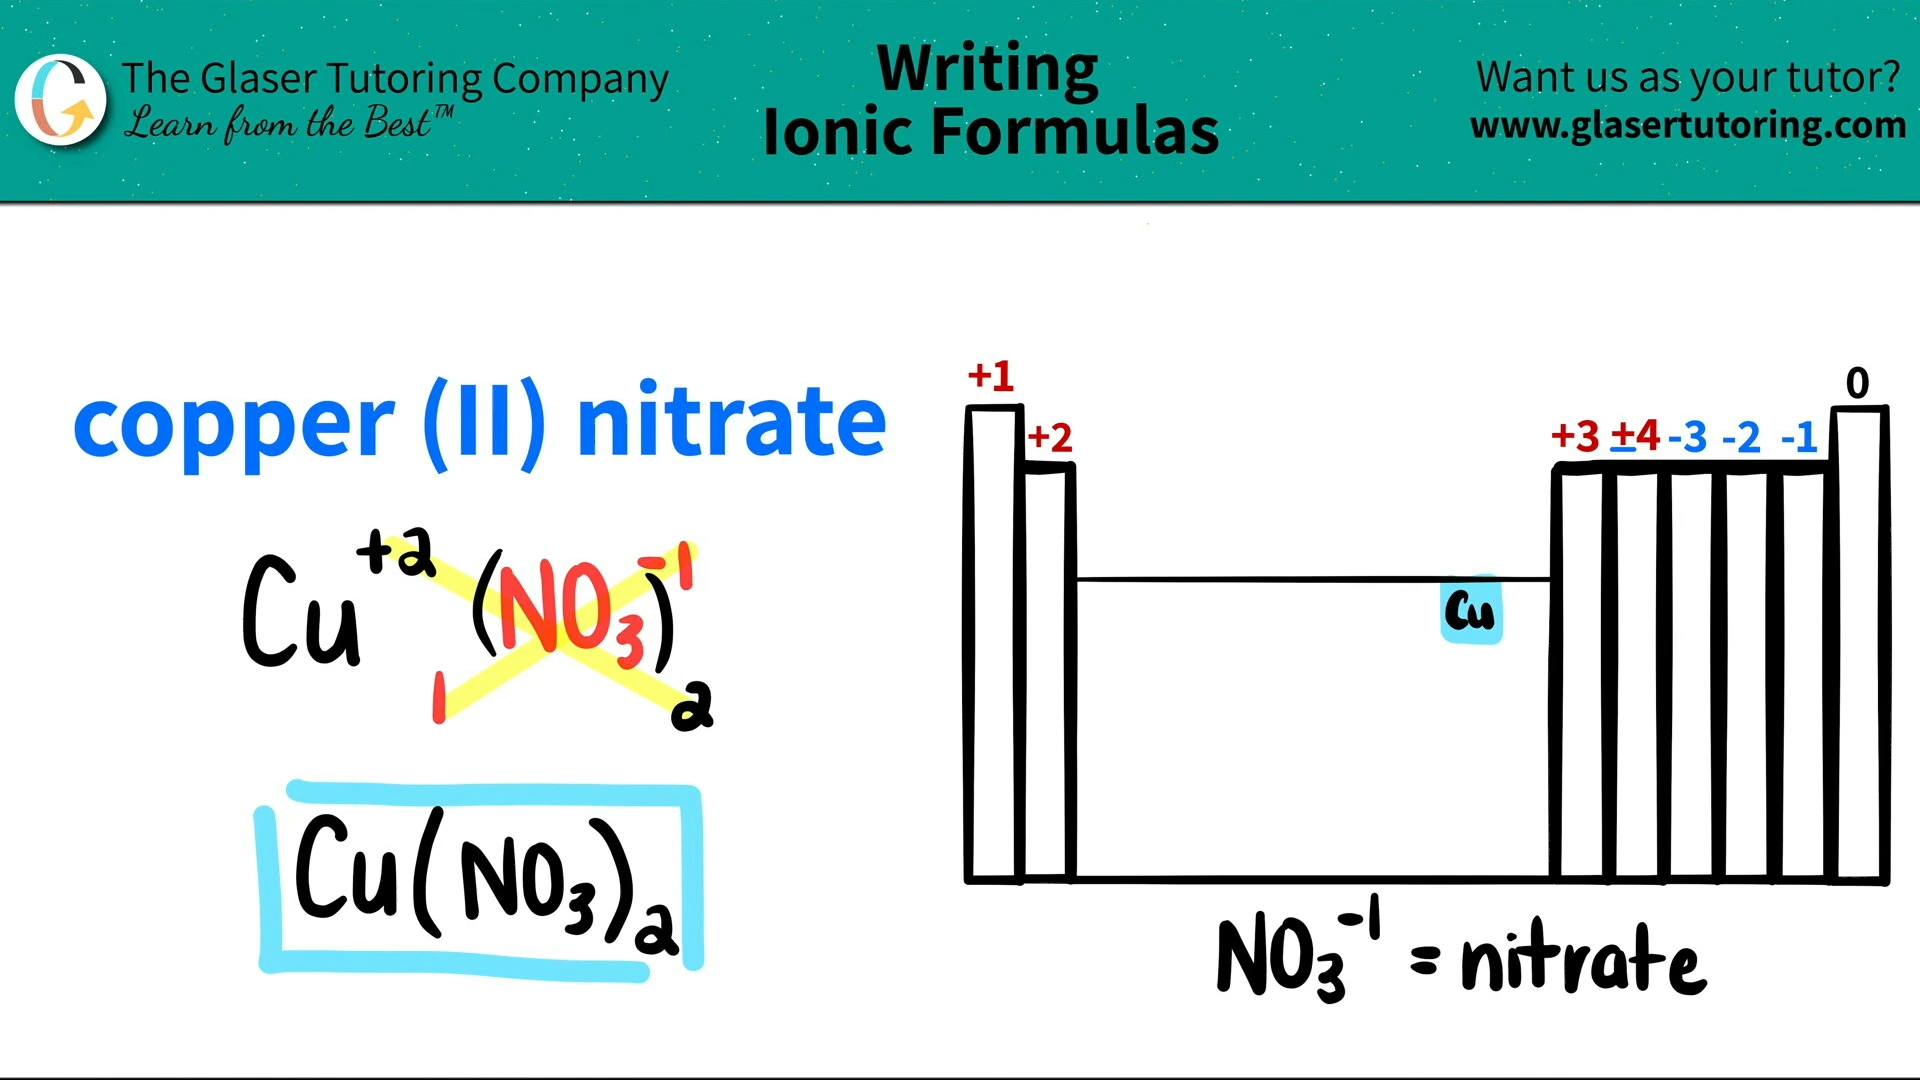 The Glaser Tutoring Company
Learn from the Best™
Writing
Ionic Formulas
Want us as your tutor?
www.glasertutoring.com
copper (II) nitrate
Cu⁺² (NO₃)⁻¹
1 2
Cu(NO₃)₂
+1 0
+2 +3 ±4 -3 -2 -1
Cu
NO₃⁻¹ = nitrate